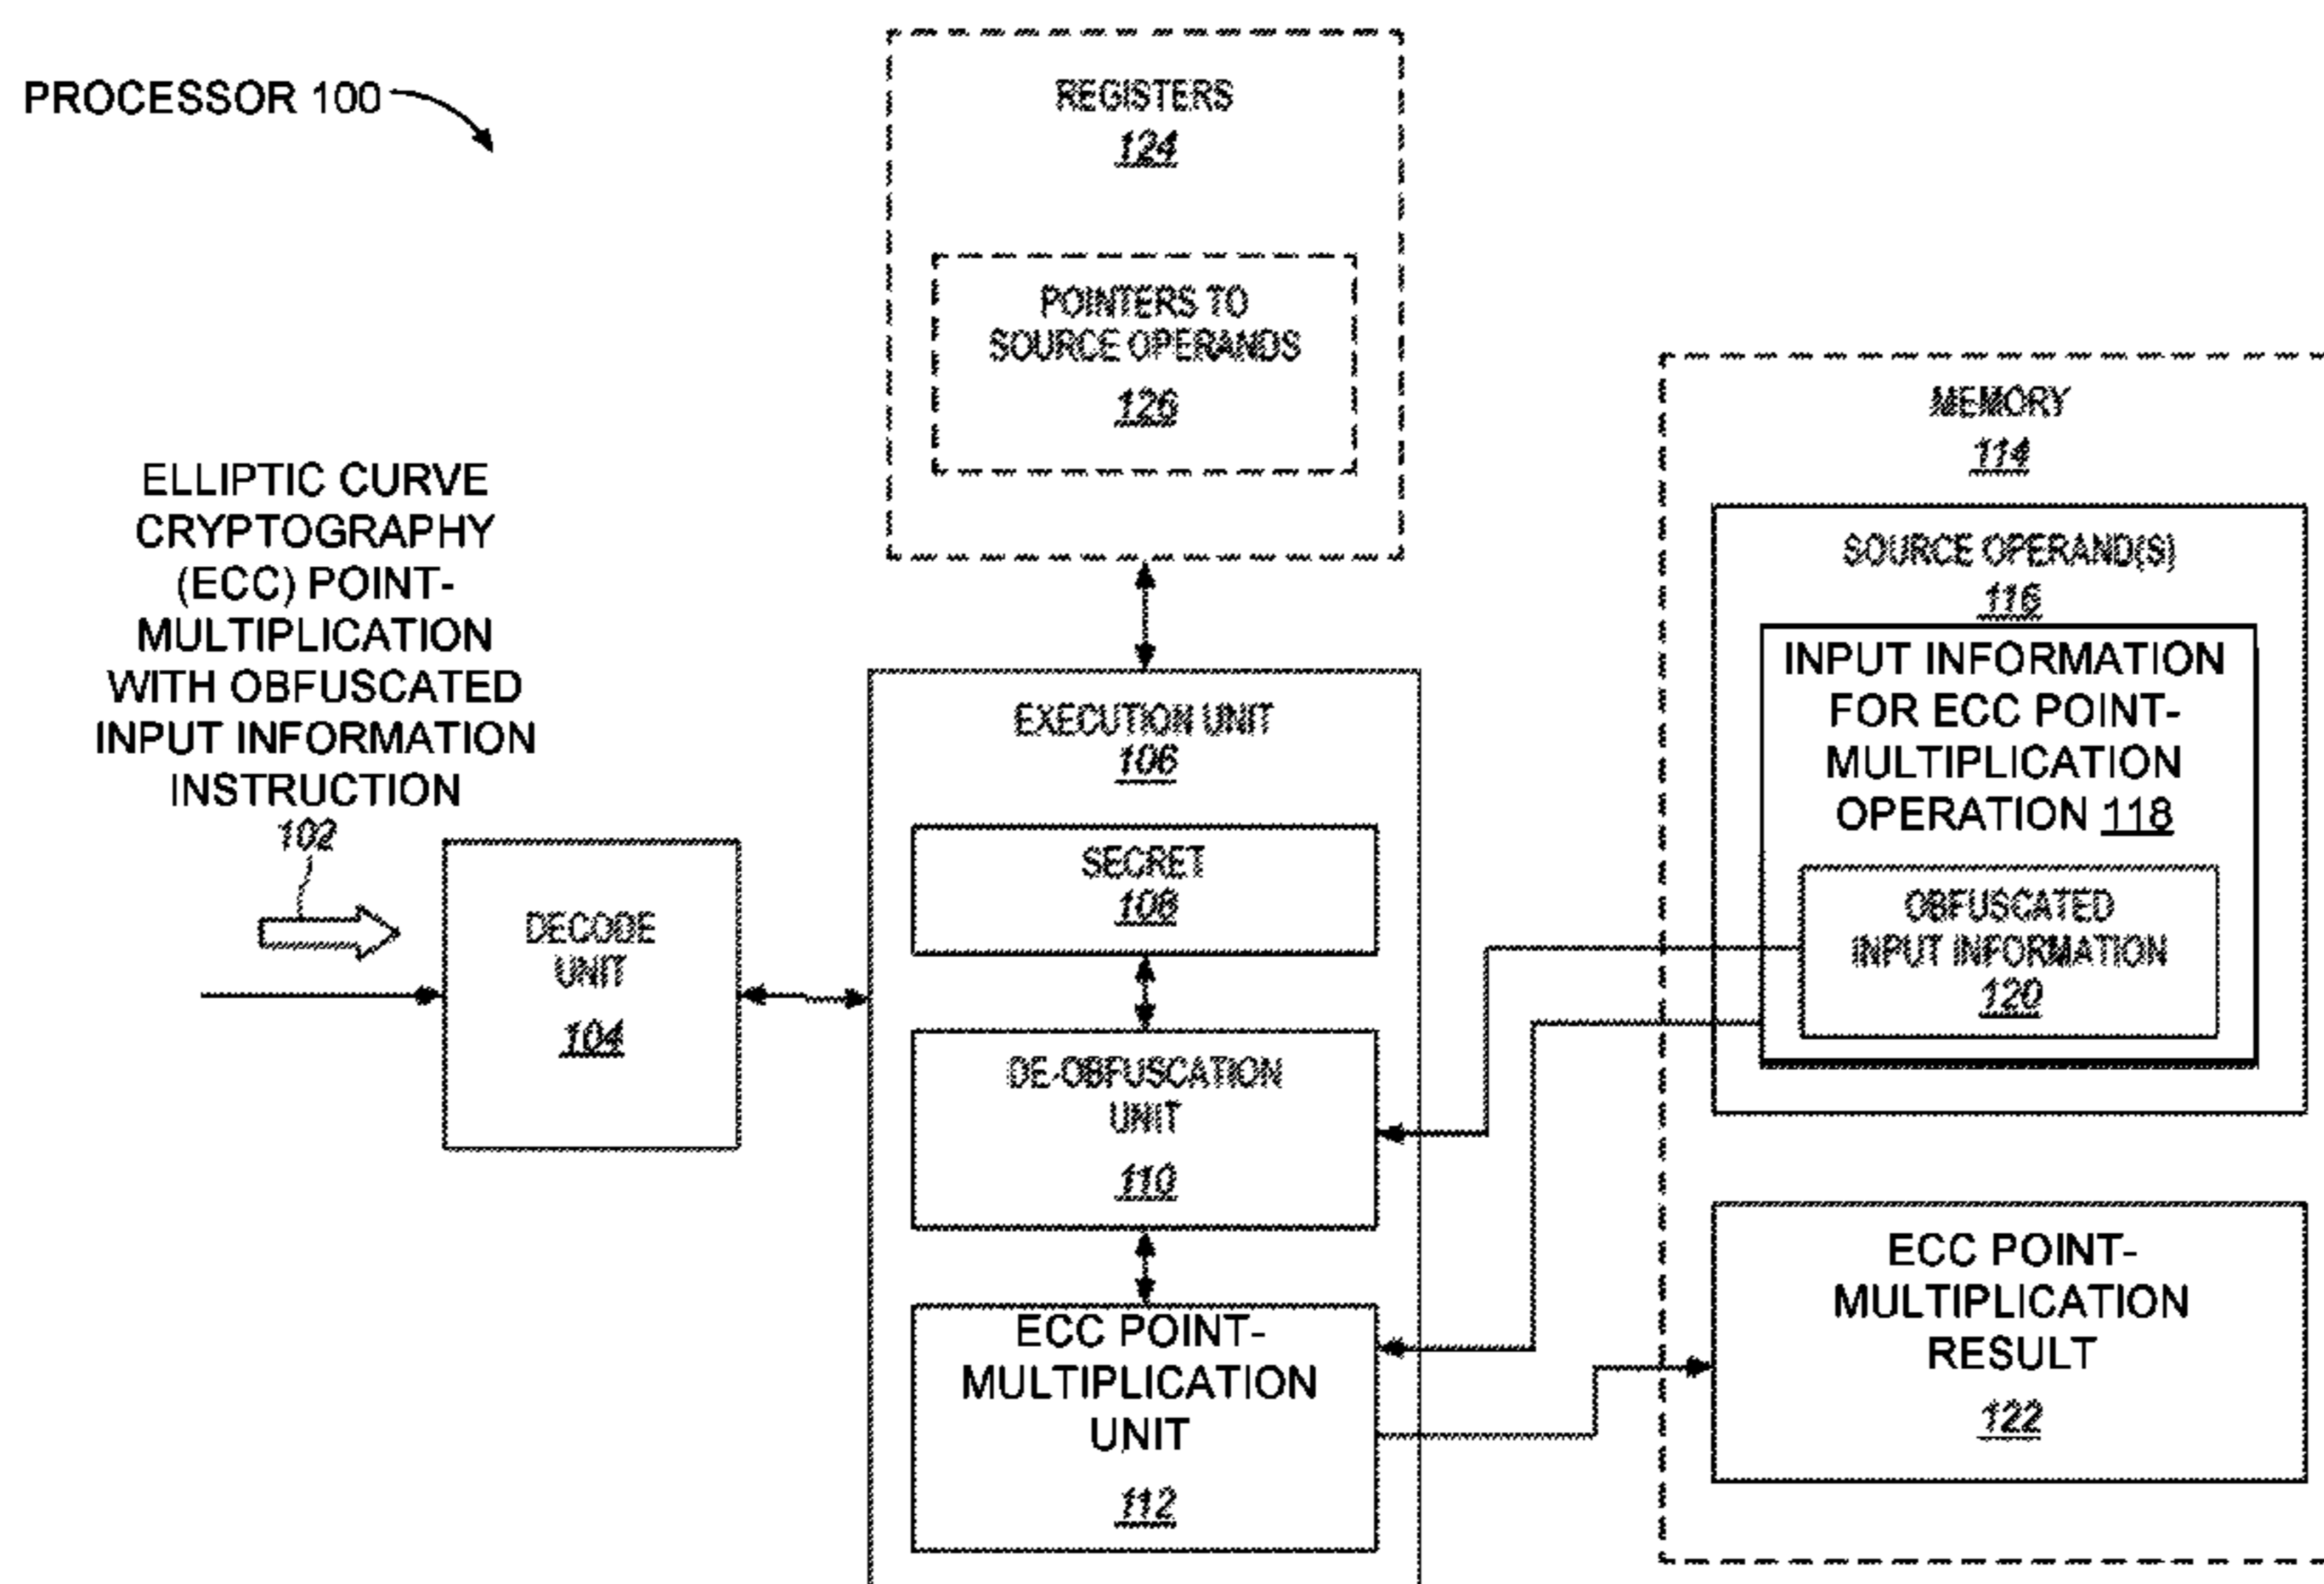 PROCESSOR 100
REGISTERS
124
POINTERS TO
SOURCE OPERANDS
126
MEMORY
114
SOURCE OPERAND(S)
116
INPUT INFORMATION
FOR ECC POINT-
MULTIPLICATION
OPERATION 118
OBFUSCATED
INPUT INFORMATION
120
ELLIPTIC CURVE
CRYPTOGRAPHY
(ECC) POINT-
MULTIPLICATION
WITH OBFUSCATED
INPUT INFORMATION
INSTRUCTION
102
DECODE
UNIT
104
EXECUTION UNIT
106
SECRET
108
DE-OBFUSCATION
UNIT
110
ECC POINT-
MULTIPLICATION
UNIT
112
ECC POINT-
MULTIPLICATION
RESULT
122